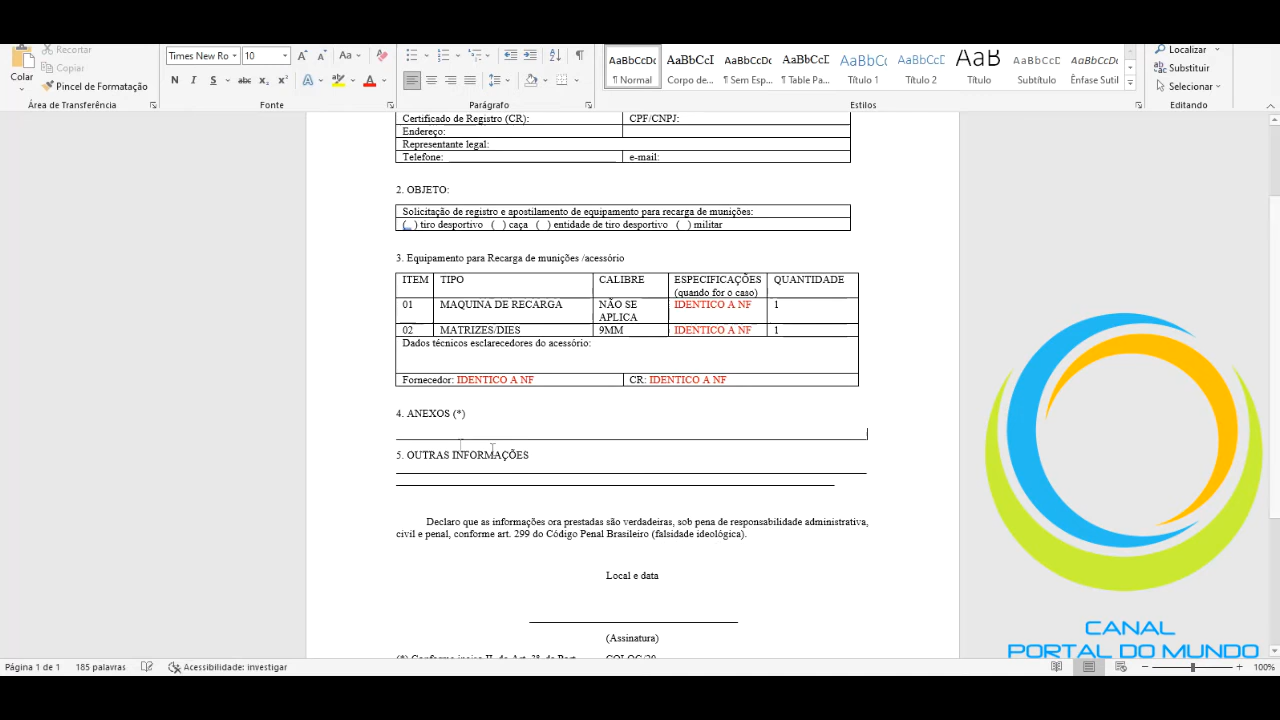 Recortar
Copiar
Colar
Pincel de Formatação
Área de Transferência
Times New Ro
10
Aa
N I S abc x₂ x² A A
Fonte
Parágrafo
AaBbCcDc AaBbCcI AaBbCcDc AaBbCcI AaBbCc AaBbCcD AaB AaBbCcD AaBbCcDc
¶ Normal Corpo de... ¶ Sem Esp... ¶ Table Pa... Título 1 Título 2 Título Subtítulo Ênfase Sutil
Estilos
Localizar
Substituir
Selecionar
Editando
Certificado de Registro (CR): CPF/CNPJ:
Endereço:
Representante legal:
Telefone: e-mail:
2. OBJETO:
Solicitação de registro e apostilamento de equipamento para recarga de munições:
( ) tiro desportivo ( ) caça ( ) entidade de tiro desportivo ( ) militar
3. Equipamento para Recarga de munições /acessório
ITEM TIPO CALIBRE ESPECIFICAÇÕES QUANTIDADE
(quando for o caso)
01 MAQUINA DE RECARGA NÃO SE IDENTICO A NF 1
APLICA
02 MATRIZES/DIES 9MM IDENTICO A NF 1
Dados técnicos esclarecedores do acessório:
Fornecedor: IDENTICO A NF CR: IDENTICO A NF
4. ANEXOS (*)
5. OUTRAS INFORMAÇÕES
Declaro que as informações ora prestadas são verdadeiras, sob pena de responsabilidade administrativa,
civil e penal, conforme art. 299 do Código Penal Brasileiro (falsidade ideológica).
Local e data
(Assinatura)
CANAL
PORTAL DO MUNDO
Página 1 de 1 185 palavras Acessibilidade: investigar
100%